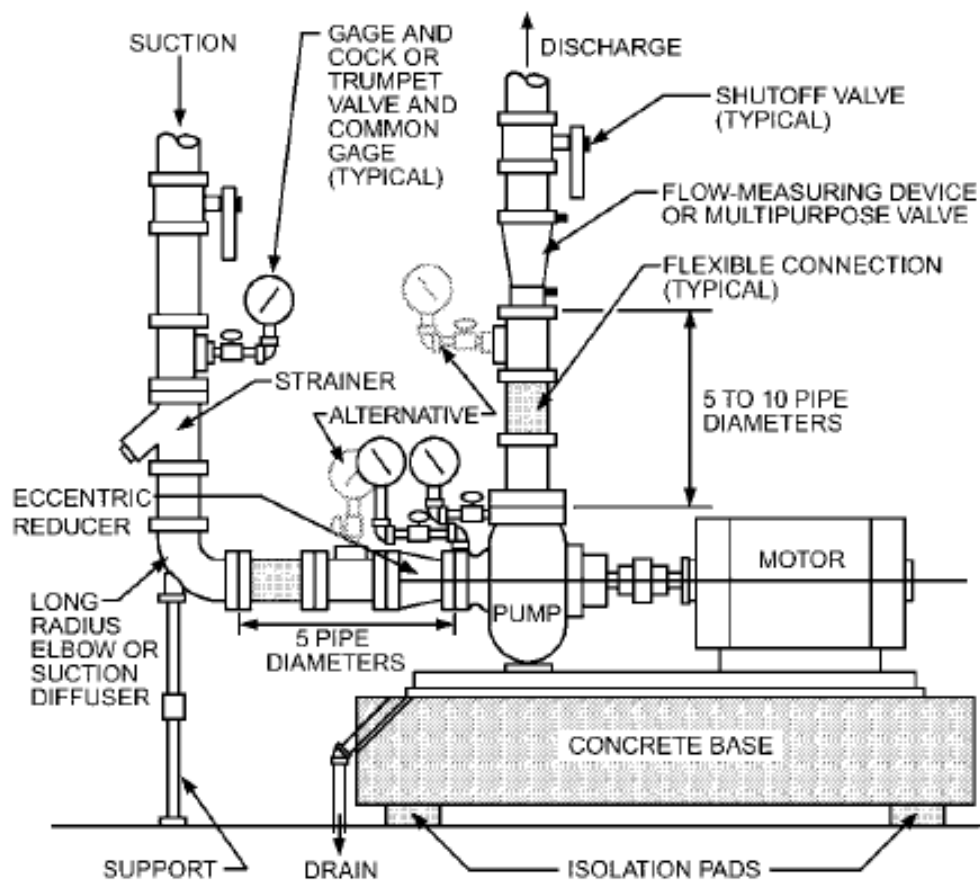 SUCTION
GAGE AND
COCK OR
TRUMPET
VALVE AND
COMMON
GAGE
(TYPICAL)
DISCHARGE
SHUTOFF VALVE
(TYPICAL)
FLOW-MEASURING DEVICE
OR MULTIPURPOSE VALVE
FLEXIBLE CONNECTION
(TYPICAL)
STRAINER
ALTERNATIVE
5 TO 10 PIPE
DIAMETERS
ECCENTRIC
REDUCER
MOTOR
PUMP
LONG
RADIUS
ELBOW OR
SUCTION
DIFFUSER
5 PIPE
DIAMETERS
CONCRETE BASE
SUPPORT
DRAIN
ISOLATION PADS